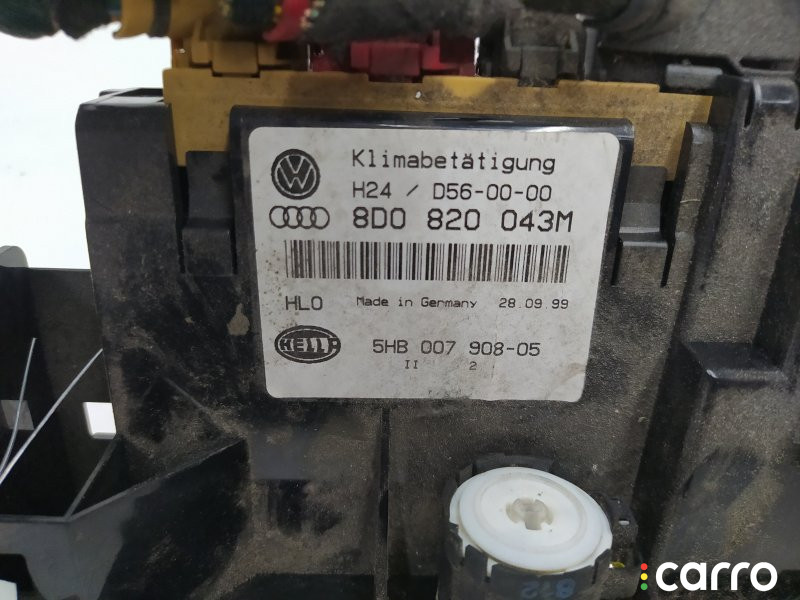 Klimabetätigung
H24 / D56-00-00
8D0 820 043M
HLO Made in Germany 28.09.99
HELLA
5HB 007 908-05
II 2
812
carro